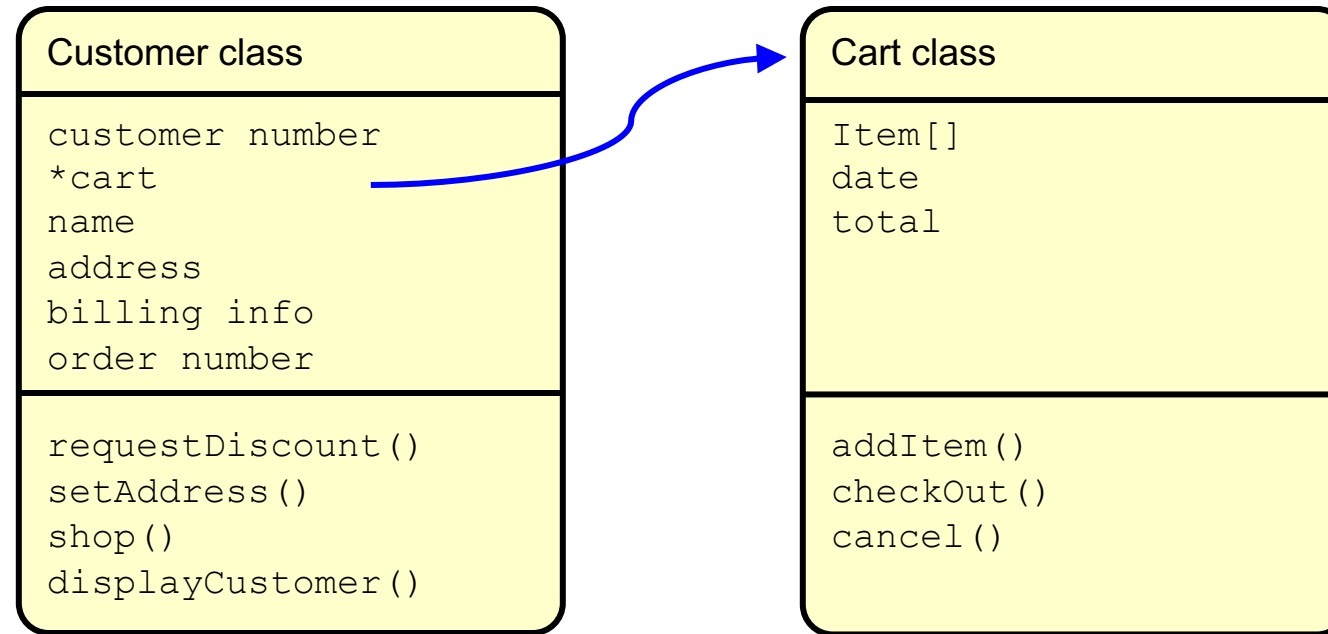 Customer class
customer number
*cart
name
address
billing info
order number
requestDiscount()
setAddress()
shop()
displayCustomer()
Cart class
Item[]
date
total
addItem()
checkOut()
cancel()